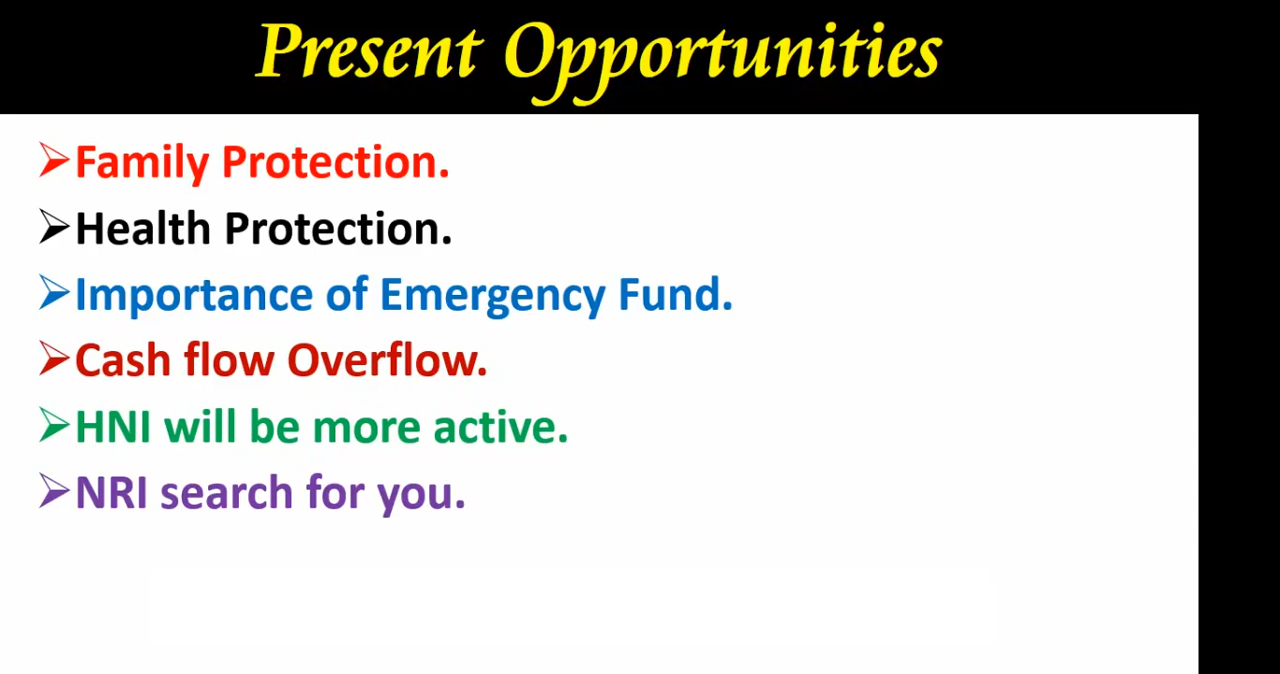 Present Opportunities
Family Protection.
Health Protection.
Importance of Emergency Fund.
Cash flow Overflow.
HNI will be more active.
NRI search for you.